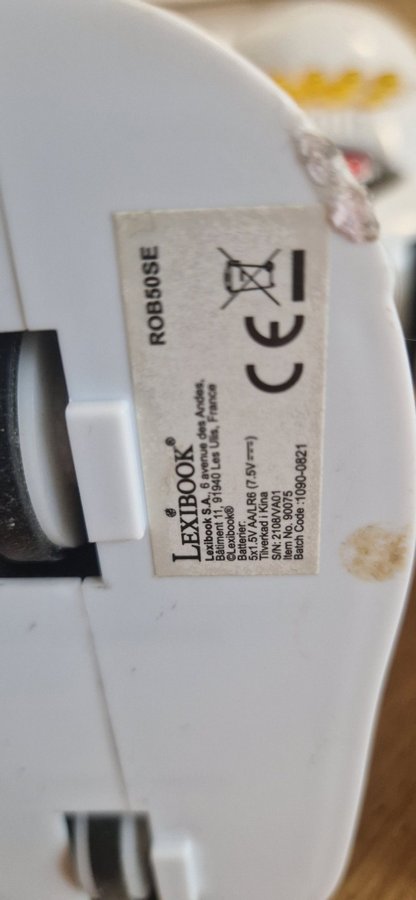 LEXIBOOK®
ROB50SE
Lexibook S.A., 6 avenue des Andes,
Bâtiment 11, 91940 Les Ulis, France
©Lexibook®
Batterier:
5x1.5V AA/LR6 (7.5V⎓)
Tillverkad i Kina
S/N: 2108/VA01
Item No. 90075
Batch Code :1090-0821
CE